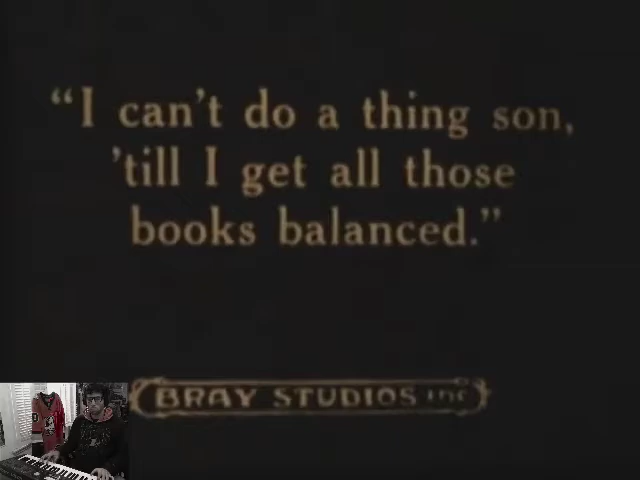 “I can’t do a thing son,
’till I get all those
books balanced.”
BRAY STUDIOS INC